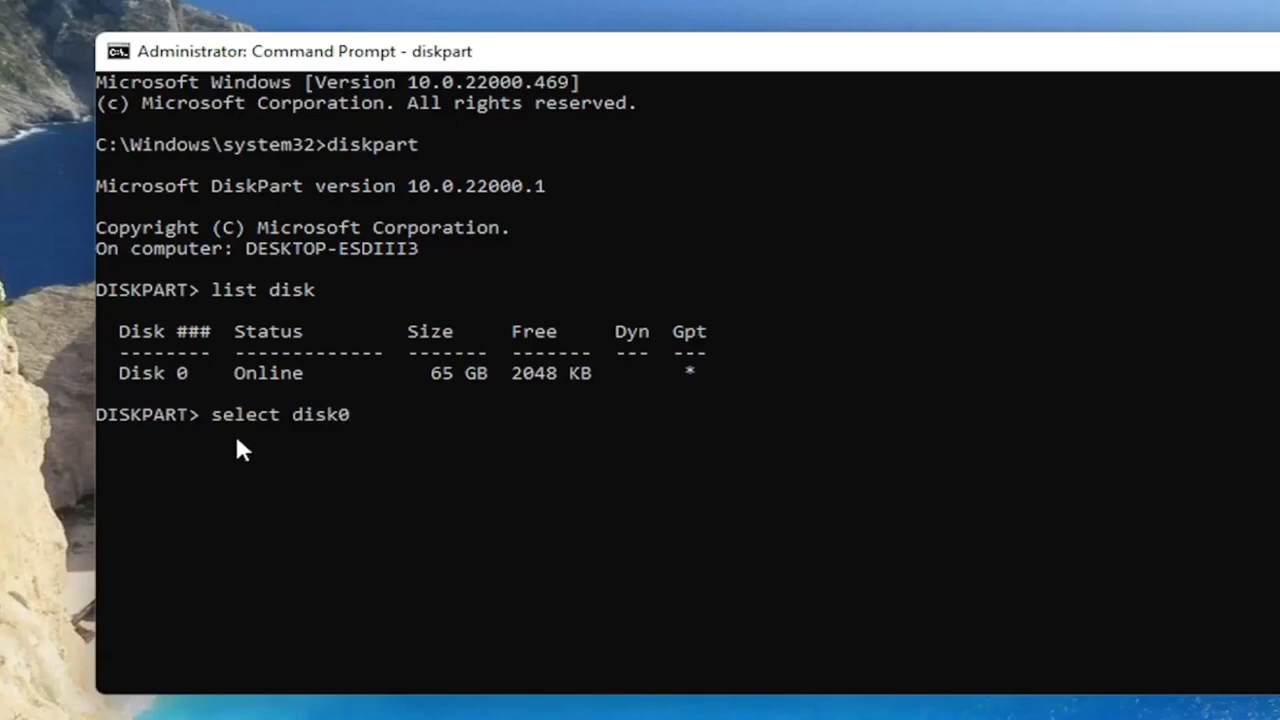 Administrator: Command Prompt - diskpart
Microsoft Windows [Version 10.0.22000.469]
(c) Microsoft Corporation. All rights reserved.
C:\Windows\system32>diskpart
Microsoft DiskPart version 10.0.22000.1
Copyright (C) Microsoft Corporation.
On computer: DESKTOP-ESDIII3
DISKPART> list disk
Disk ### Status Size Free Dyn Gpt
-------- ------------- ------- ------- --- ---
Disk 0 Online 65 GB 2048 KB *
DISKPART> select disk0